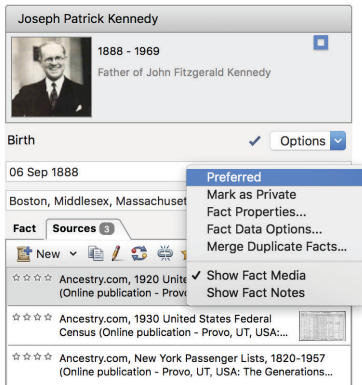 Joseph Patrick Kennedy
1888 - 1969
Father of John Fitzgerald Kennedy
Birth
Options
06 Sep 1888
Preferred
Boston, Middlesex, Massachuset
Mark as Private
Fact Properties...
Fact Data Options...
Merge Duplicate Facts...
Show Fact Media
Show Fact Notes
Fact Sources 3
New
Ancestry.com, 1920 Unite
(Online publication - Prov
Ancestry.com, 1930 United States Federal
Census (Online publication - Provo, UT, USA:...
Ancestry.com, New York Passenger Lists, 1820-1957
(Online publication - Provo, UT, USA: The Generations...